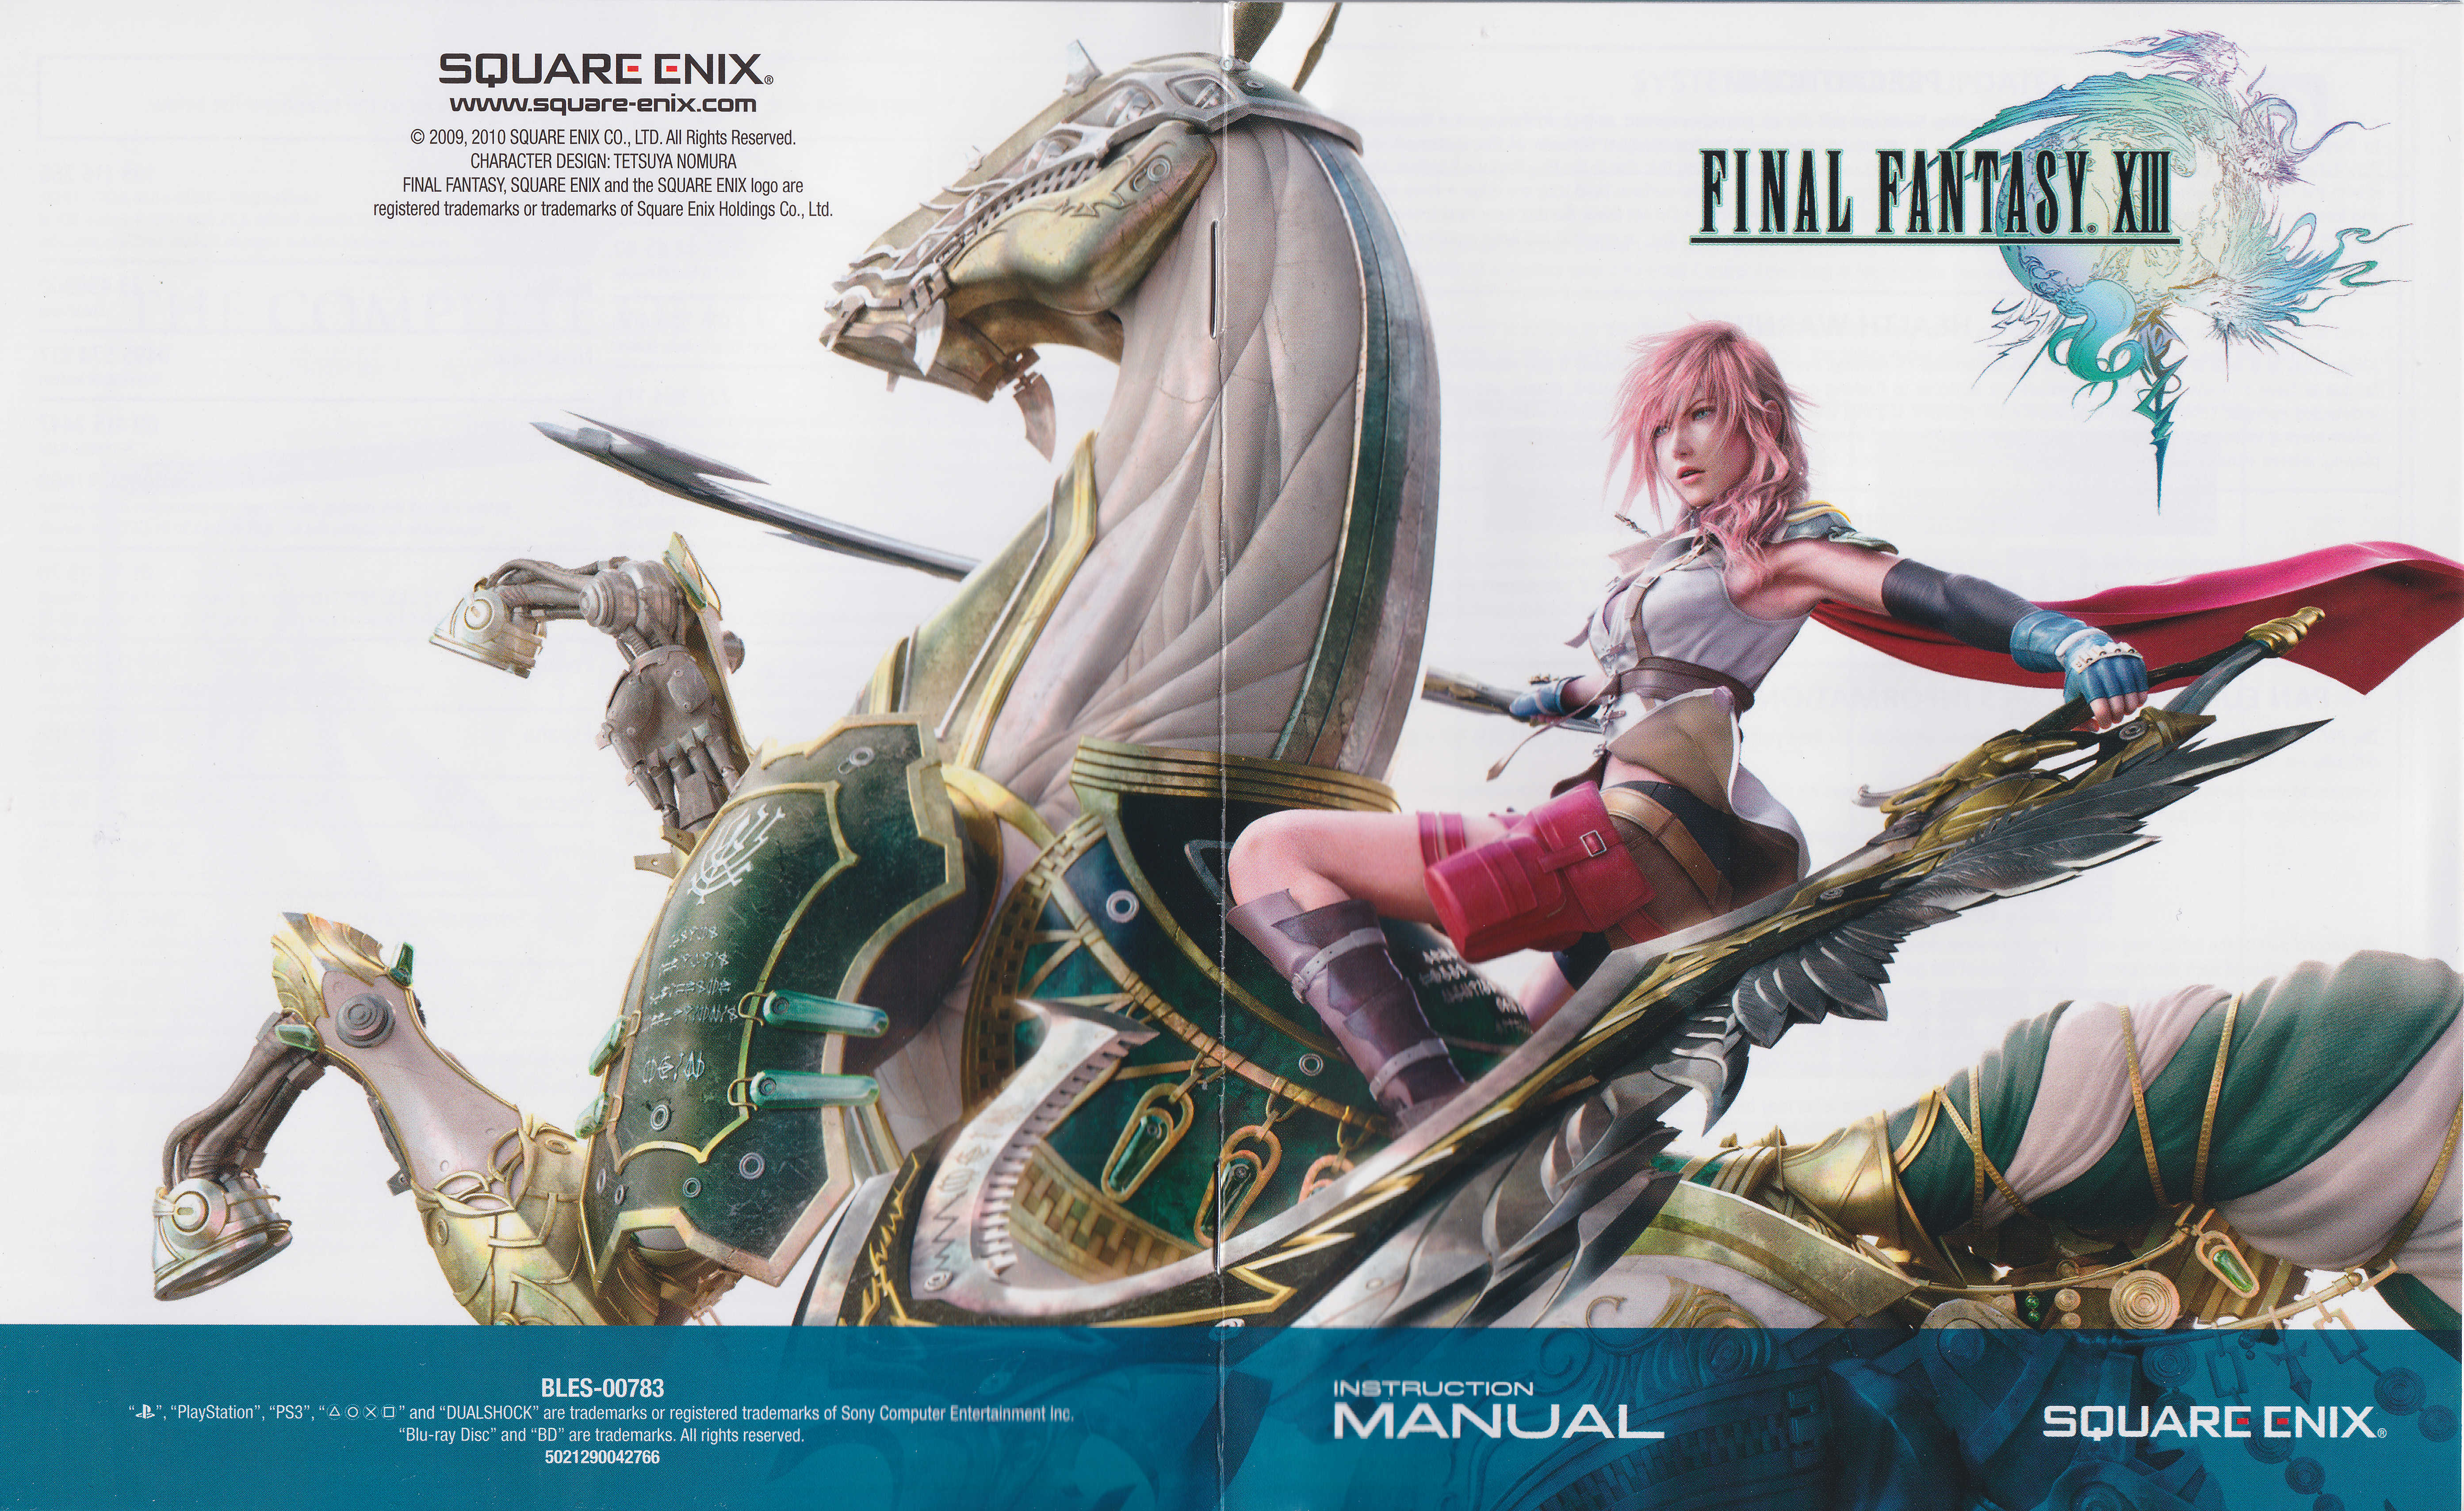 SQUARE ENIX®
www.square-enix.com
© 2009, 2010 SQUARE ENIX CO., LTD. All Rights Reserved.
CHARACTER DESIGN: TETSUYA NOMURA
FINAL FANTASY, SQUARE ENIX and the SQUARE ENIX logo are
registered trademarks or trademarks of Square Enix Holdings Co., Ltd.
BLES-00783
“”, “PlayStation”, “PS3”, “△○✕□” and “DUALSHOCK” are trademarks or registered trademarks of Sony Computer Entertainment Inc.
“Blu-ray Disc” and “BD” are trademarks. All rights reserved.
5021290042766
FINAL FANTASY® XIII
INSTRUCTION
MANUAL
SQUARE ENIX®